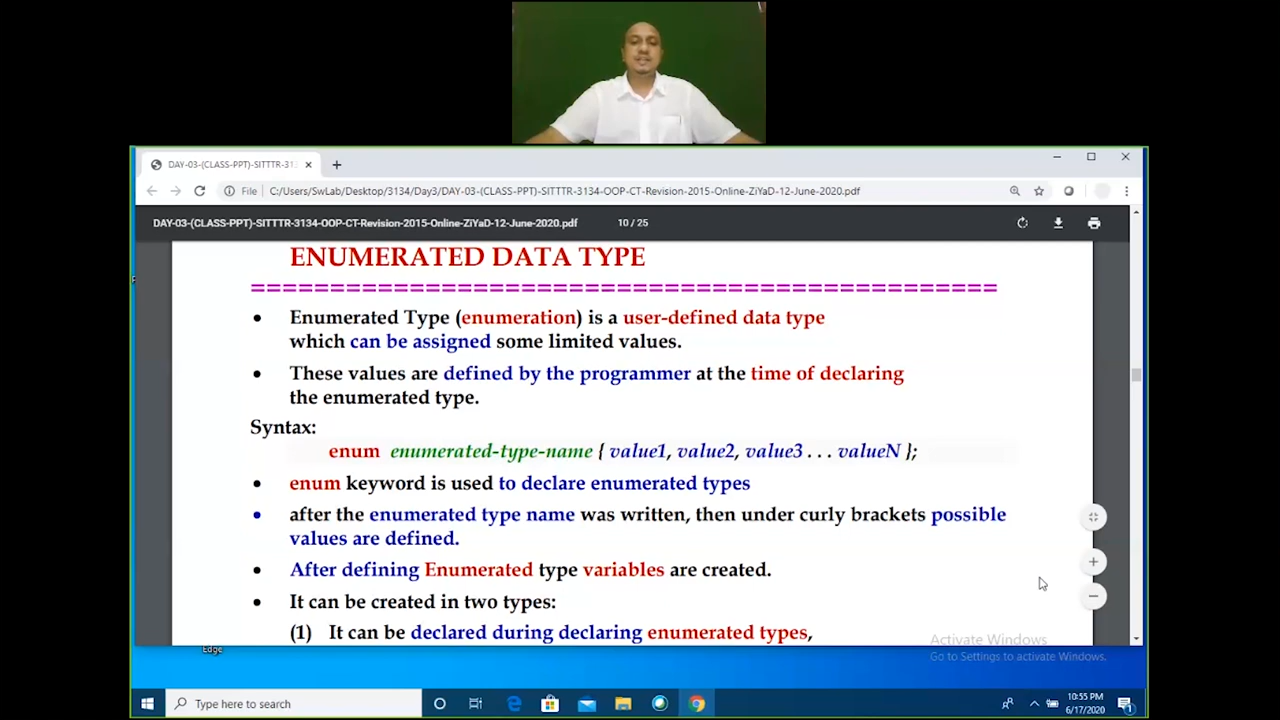 DAY-03-(CLASS-PPT)-SITTTR-313
File C:/Users/SwLab/Desktop/3134/Day3/DAY-03-(CLASS-PPT)-SITTTR-3134-OOP-CT-Revision-2015-Online-ZiYaD-12-June-2020.pdf
DAY-03-(CLASS-PPT)-SITTTR-3134-OOP-CT-Revision-2015-Online-ZiYaD-12-June-2020.pdf 10 / 25
ENUMERATED DATA TYPE
===============================================
• Enumerated Type (enumeration) is a user-defined data type
which can be assigned some limited values.
• These values are defined by the programmer at the time of declaring
the enumerated type.
Syntax:
enum enumerated-type-name { value1, value2, value3 . . . valueN };
• enum keyword is used to declare enumerated types
• after the enumerated type name was written, then under curly brackets possible
values are defined.
• After defining Enumerated type variables are created.
• It can be created in two types:
(1) It can be declared during declaring enumerated types,
Activate Windows
Go to Settings to activate Windows.
Edge
Type here to search
10:55 PM
6/17/2020